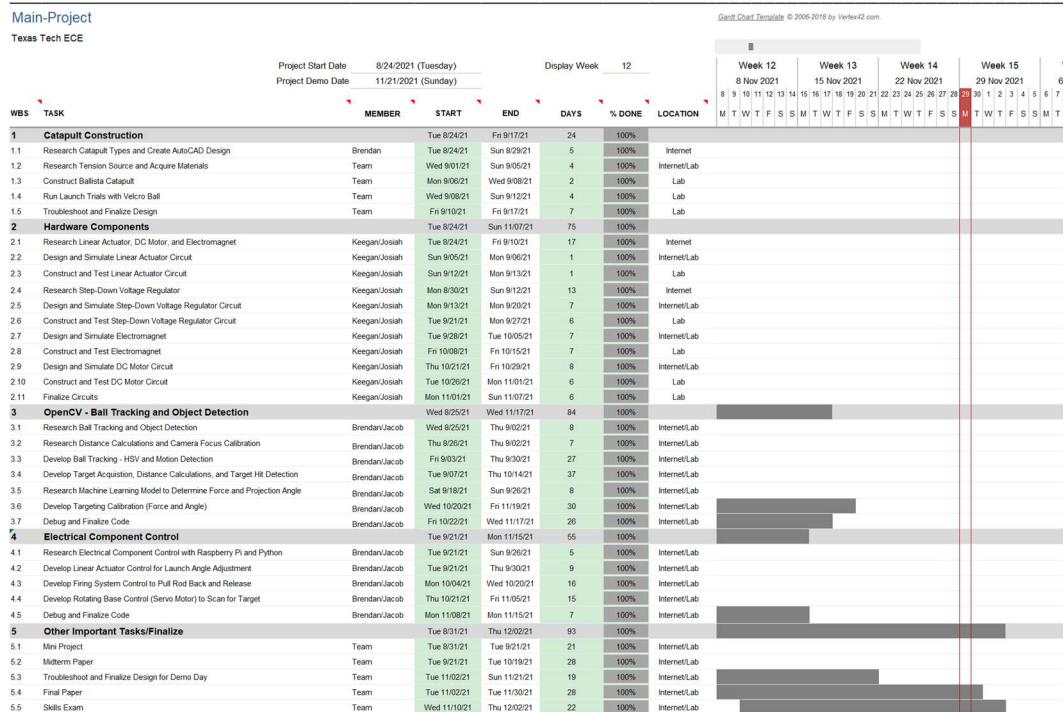 Main-Project
Gantt Chart Template © 2006-2018 by Vertex42.com.
Texas Tech ECE
Project Start Date 8/24/2021 (Tuesday) Display Week 12 Week 12 Week 13 Week 14 Week 15
Project Demo Date 11/21/2021 (Sunday) 8 Nov 2021 15 Nov 2021 22 Nov 2021 29 Nov 2021 6
8 9 10 11 12 13 14 15 16 17 18 19 20 21 22 23 24 25 26 27 28 29 30 1 2 3 4 5 6 7
WBS TASK MEMBER START END DAYS % DONE LOCATION M T W T F S S M T W T F S S M T W T F S S M T W T F S S M T
1 Catapult Construction Tue 8/24/21 Fri 9/17/21 24 100%
1.1 Research Catapult Types and Create AutoCAD Design Brendan Tue 8/24/21 Sun 8/29/21 5 100% Internet
1.2 Research Tension Source and Acquire Materials Team Wed 9/01/21 Sun 9/05/21 4 100% Internet/Lab
1.3 Construct Ballista Catapult Team Mon 9/06/21 Wed 9/08/21 2 100% Lab
1.4 Run Launch Trials with Velcro Ball Team Wed 9/08/21 Sun 9/12/21 4 100% Lab
1.5 Troubleshoot and Finalize Design Team Fri 9/10/21 Fri 9/17/21 7 100% Lab
2 Hardware Components Tue 8/24/21 Sun 11/07/21 75 100%
2.1 Research Linear Actuator, DC Motor, and Electromagnet Keegan/Josiah Tue 8/24/21 Fri 9/10/21 17 100% Internet
2.2 Design and Simulate Linear Actuator Circuit Keegan/Josiah Sun 9/05/21 Mon 9/06/21 1 100% Internet/Lab
2.3 Construct and Test Linear Actuator Circuit Keegan/Josiah Sun 9/12/21 Mon 9/13/21 1 100% Lab
2.4 Research Step-Down Voltage Regulator Keegan/Josiah Mon 8/30/21 Sun 9/12/21 13 100% Internet
2.5 Design and Simulate Step-Down Voltage Regulator Circuit Keegan/Josiah Mon 9/13/21 Mon 9/20/21 7 100% Internet/Lab
2.6 Construct and Test Step-Down Voltage Regulator Circuit Keegan/Josiah Tue 9/21/21 Mon 9/27/21 6 100% Lab
2.7 Design and Simulate Electromagnet Keegan/Josiah Tue 9/28/21 Tue 10/05/21 7 100% Internet/Lab
2.8 Construct and Test Electromagnet Keegan/Josiah Fri 10/08/21 Fri 10/15/21 7 100% Lab
2.9 Design and Simulate DC Motor Circuit Keegan/Josiah Thu 10/21/21 Fri 10/29/21 8 100% Internet/Lab
2.10 Construct and Test DC Motor Circuit Keegan/Josiah Tue 10/26/21 Mon 11/01/21 6 100% Lab
2.11 Finalize Circuits Keegan/Josiah Mon 11/01/21 Sun 11/07/21 6 100% Lab
3 OpenCV - Ball Tracking and Object Detection Wed 8/25/21 Wed 11/17/21 84 100%
3.1 Research Ball Tracking and Object Detection Brendan/Jacob Wed 8/25/21 Thu 9/02/21 8 100% Internet/Lab
3.2 Research Distance Calculations and Camera Focus Calibration Brendan/Jacob Thu 8/26/21 Thu 9/02/21 7 100% Internet/Lab
3.3 Develop Ball Tracking - HSV and Motion Detection Brendan/Jacob Fri 9/03/21 Thu 9/30/21 27 100% Internet/Lab
3.4 Develop Target Acquistion, Distance Calculations, and Target Hit Detection Brendan/Jacob Tue 9/07/21 Thu 10/14/21 37 100% Internet/Lab
3.5 Research Machine Learning Model to Determine Force and Projection Angle Brendan/Jacob Sat 9/18/21 Sun 9/26/21 8 100% Internet/Lab
3.6 Develop Targeting Calibration (Force and Angle) Brendan/Jacob Wed 10/20/21 Fri 11/19/21 30 100% Internet/Lab
3.7 Debug and Finalize Code Brendan/Jacob Fri 10/22/21 Wed 11/17/21 26 100% Internet/Lab
4 Electrical Component Control Tue 9/21/21 Mon 11/15/21 55 100%
4.1 Research Electrical Component Control with Raspberry Pi and Python Brendan/Jacob Tue 9/21/21 Sun 9/26/21 5 100% Internet/Lab
4.2 Develop Linear Actuator Control for Launch Angle Adjustment Brendan/Jacob Tue 9/21/21 Thu 9/30/21 9 100% Internet/Lab
4.3 Develop Firing System Control to Pull Rod Back and Release Brendan/Jacob Mon 10/04/21 Wed 10/20/21 16 100% Internet/Lab
4.4 Develop Rotating Base Control (Servo Motor) to Scan for Target Brendan/Jacob Thu 10/21/21 Fri 11/05/21 15 100% Internet/Lab
4.5 Debug and Finalize Code Brendan/Jacob Mon 11/08/21 Mon 11/15/21 7 100% Internet/Lab
5 Other Important Tasks/Finalize Tue 8/31/21 Thu 12/02/21 93 100%
5.1 Mini Project Team Tue 8/31/21 Tue 9/21/21 21 100% Internet/Lab
5.2 Midterm Paper Team Tue 9/21/21 Tue 10/19/21 28 100% Internet/Lab
5.3 Troubleshoot and Finalize Design for Demo Day Team Tue 11/02/21 Sun 11/21/21 19 100% Internet/Lab
5.4 Final Paper Team Tue 11/02/21 Tue 11/30/21 28 100% Internet/Lab
5.5 Skills Exam Team Wed 11/10/21 Thu 12/02/21 22 100% Internet/Lab